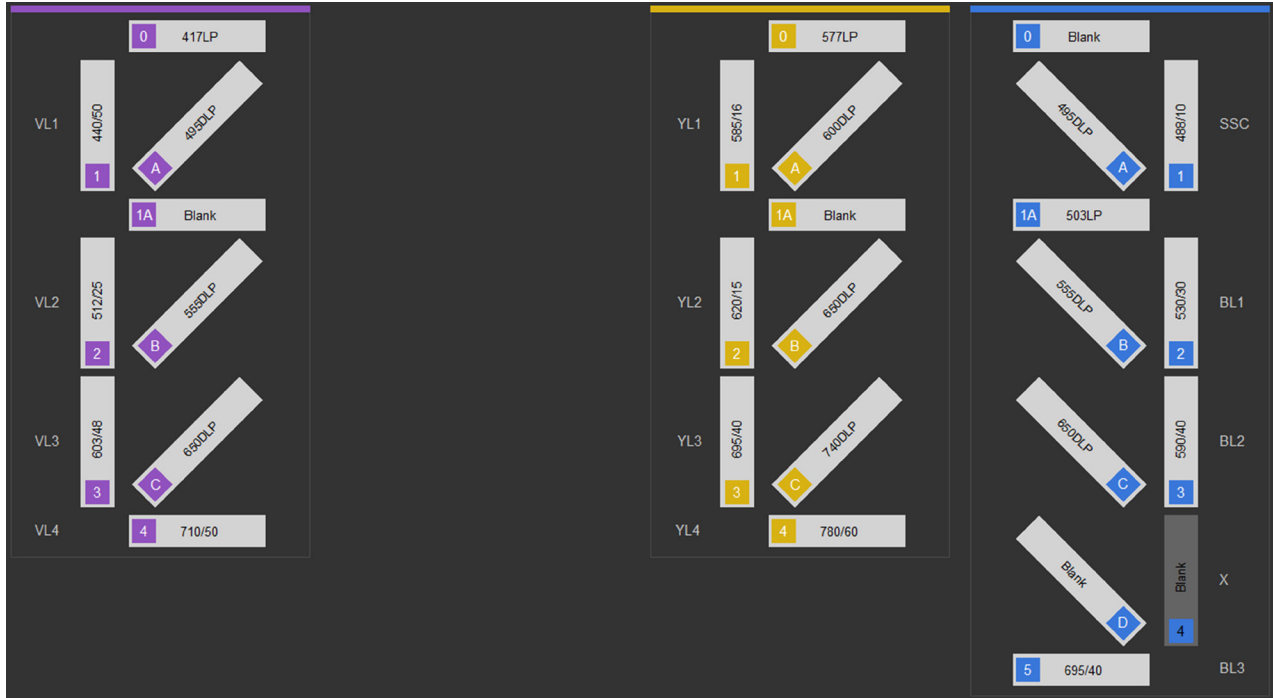 0 417LP
VL1 440/50 1 495DLP A
1A Blank
VL2 512/25 2 555DLP B
VL3 603/48 3 650DLP C
VL4 4 710/50
0 577LP
YL1 585/16 1 600DLP A
1A Blank
YL2 620/15 2 650DLP B
YL3 695/40 3 740DLP C
YL4 4 780/60
0 Blank
495DLP A 488/10 1 SSC
1A 503LP
555DLP B 530/30 2 BL1
650DLP C 590/40 3 BL2
Blank D Blank 4 X
5 695/40 BL3